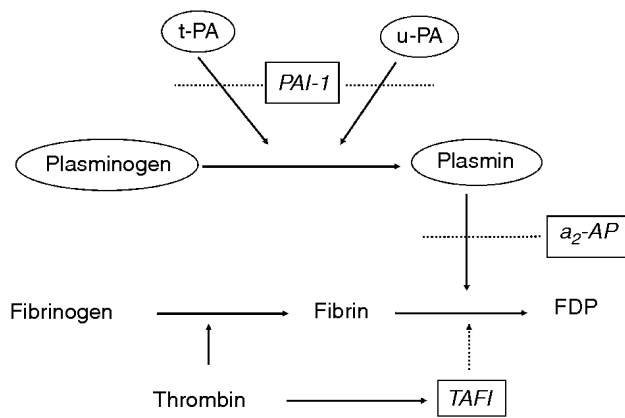 t-PA
u-PA
PAI-1
Plasminogen
Plasmin
a₂-AP
Fibrinogen
Fibrin
FDP
Thrombin
TAFI